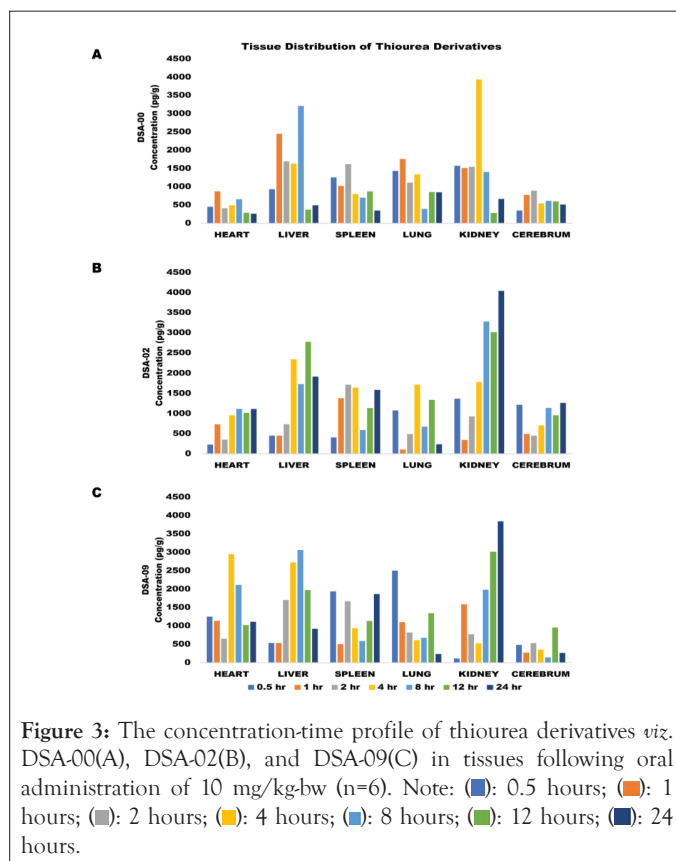 Tissue Distribution of Thiourea Derivatives
A
DSA-00
Concentration (pg/g)
4500
4000
3500
3000
2500
2000
1500
1000
500
0
HEART LIVER SPLEEN LUNG KIDNEY CEREBRUM
B
DSA-02
Concentration (pg/g)
4500
4000
3500
3000
2500
2000
1500
1000
500
0
HEART LIVER SPLEEN LUNG KIDNEY CEREBRUM
C
DSA-09
Concentration (pg/g)
4500
4000
3500
3000
2500
2000
1500
1000
500
0
HEART LIVER SPLEEN LUNG KIDNEY CEREBRUM
0.5 hr 1 hr 2 hr 4 hr 8 hr 12 hr 24 hr
Figure 3: The concentration-time profile of thiourea derivatives viz.
DSA-00(A), DSA-02(B), and DSA-09(C) in tissues following oral
administration of 10 mg/kg-bw (n=6). Note: (■): 0.5 hours; (■): 1
hours; (■): 2 hours; (■): 4 hours; (■): 8 hours; (■): 12 hours; (■): 24
hours.